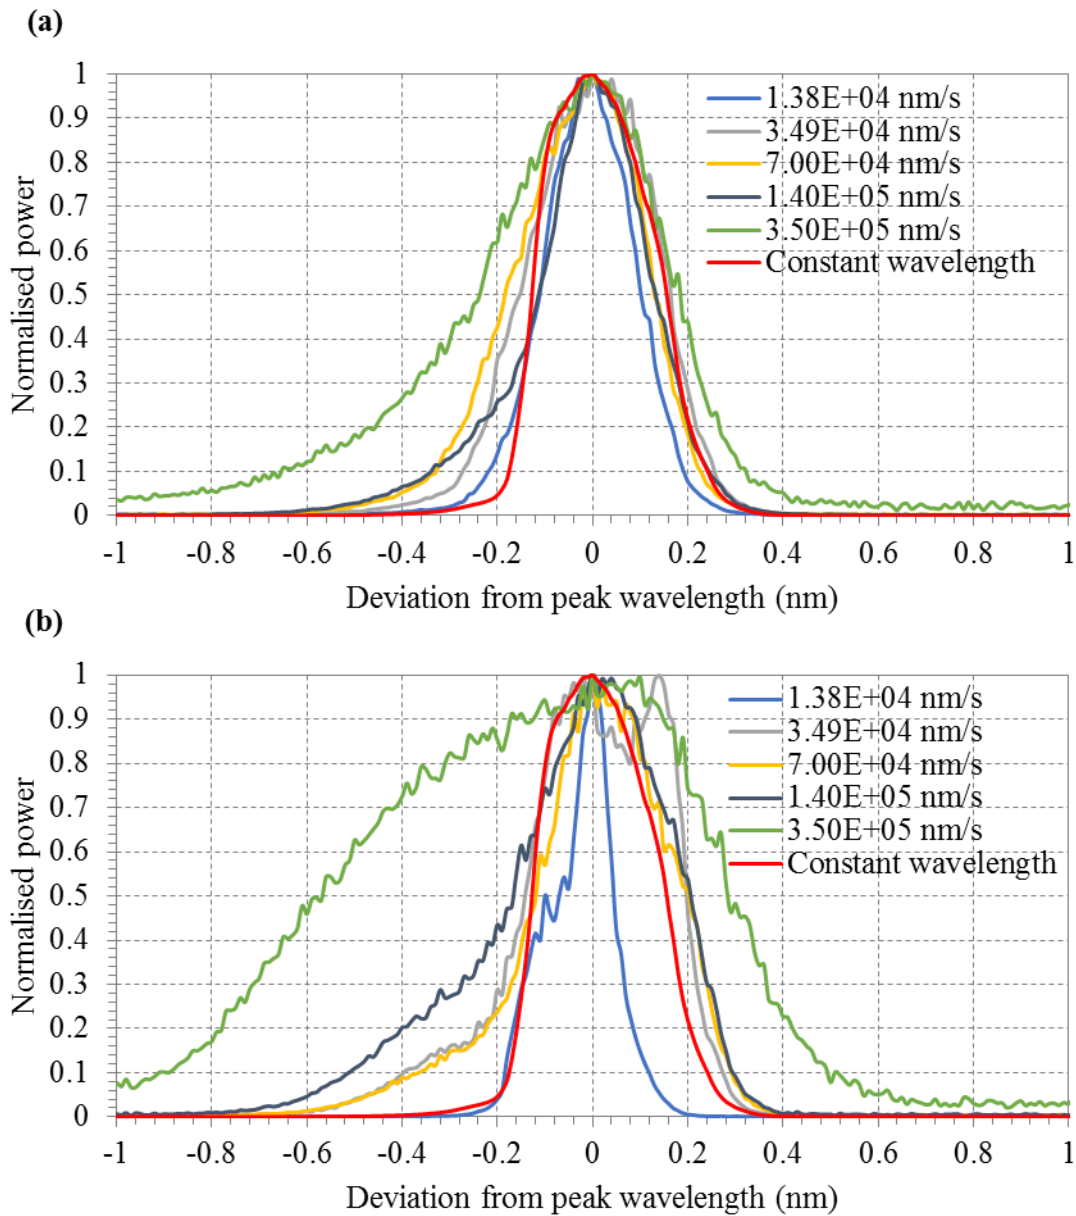 (a)
1
0.9
0.8
0.7
0.6
0.5
0.4
0.3
0.2
0.1
0
Normalised power
1.38E+04 nm/s
3.49E+04 nm/s
7.00E+04 nm/s
1.40E+05 nm/s
3.50E+05 nm/s
Constant wavelength
-1 -0.8 -0.6 -0.4 -0.2 0 0.2 0.4 0.6 0.8 1
Deviation from peak wavelength (nm)
(b)
1
0.9
0.8
0.7
0.6
0.5
0.4
0.3
0.2
0.1
0
Normalised power
1.38E+04 nm/s
3.49E+04 nm/s
7.00E+04 nm/s
1.40E+05 nm/s
3.50E+05 nm/s
Constant wavelength
-1 -0.8 -0.6 -0.4 -0.2 0 0.2 0.4 0.6 0.8 1
Deviation from peak wavelength (nm)